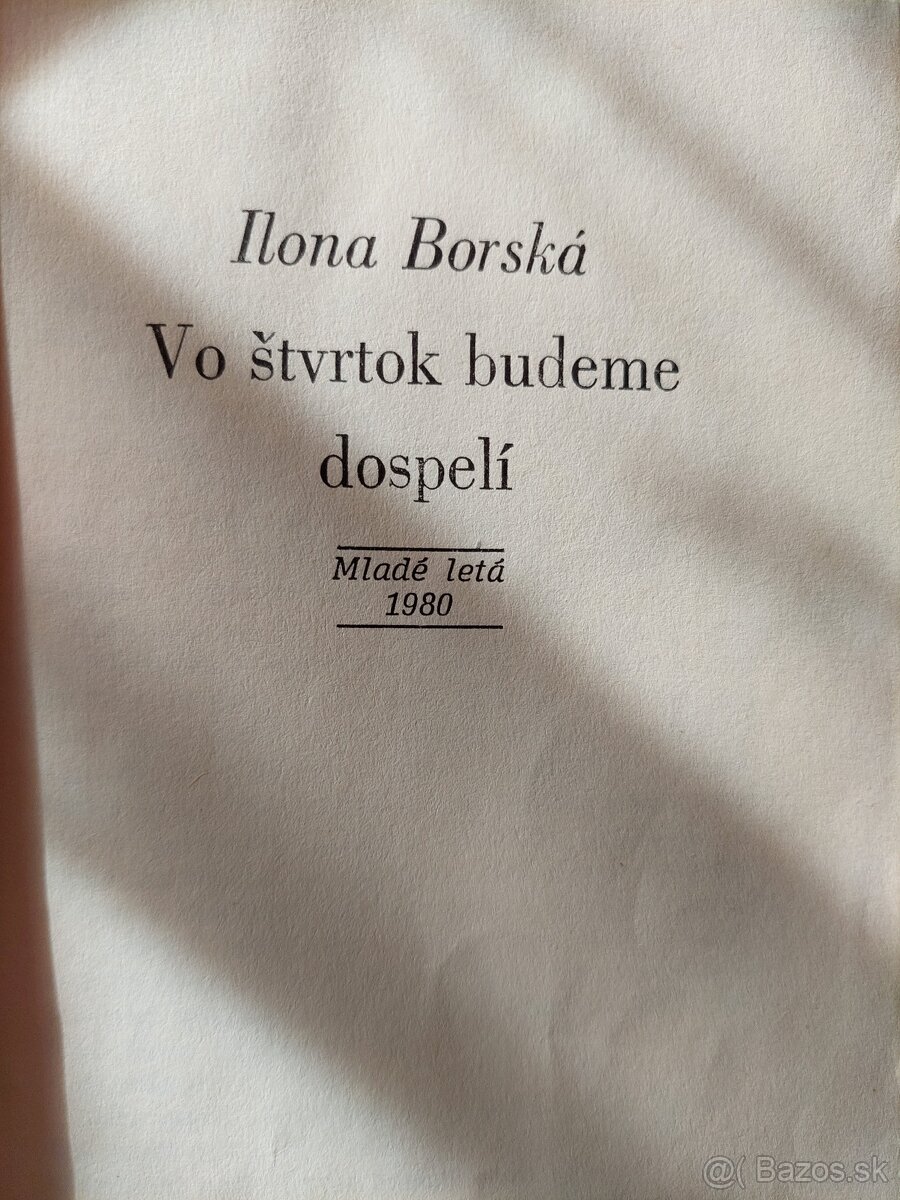 Ilona Borská
Vo štvrtok budeme
dospelí
Mladé letá
1980
@( Bazos.sk